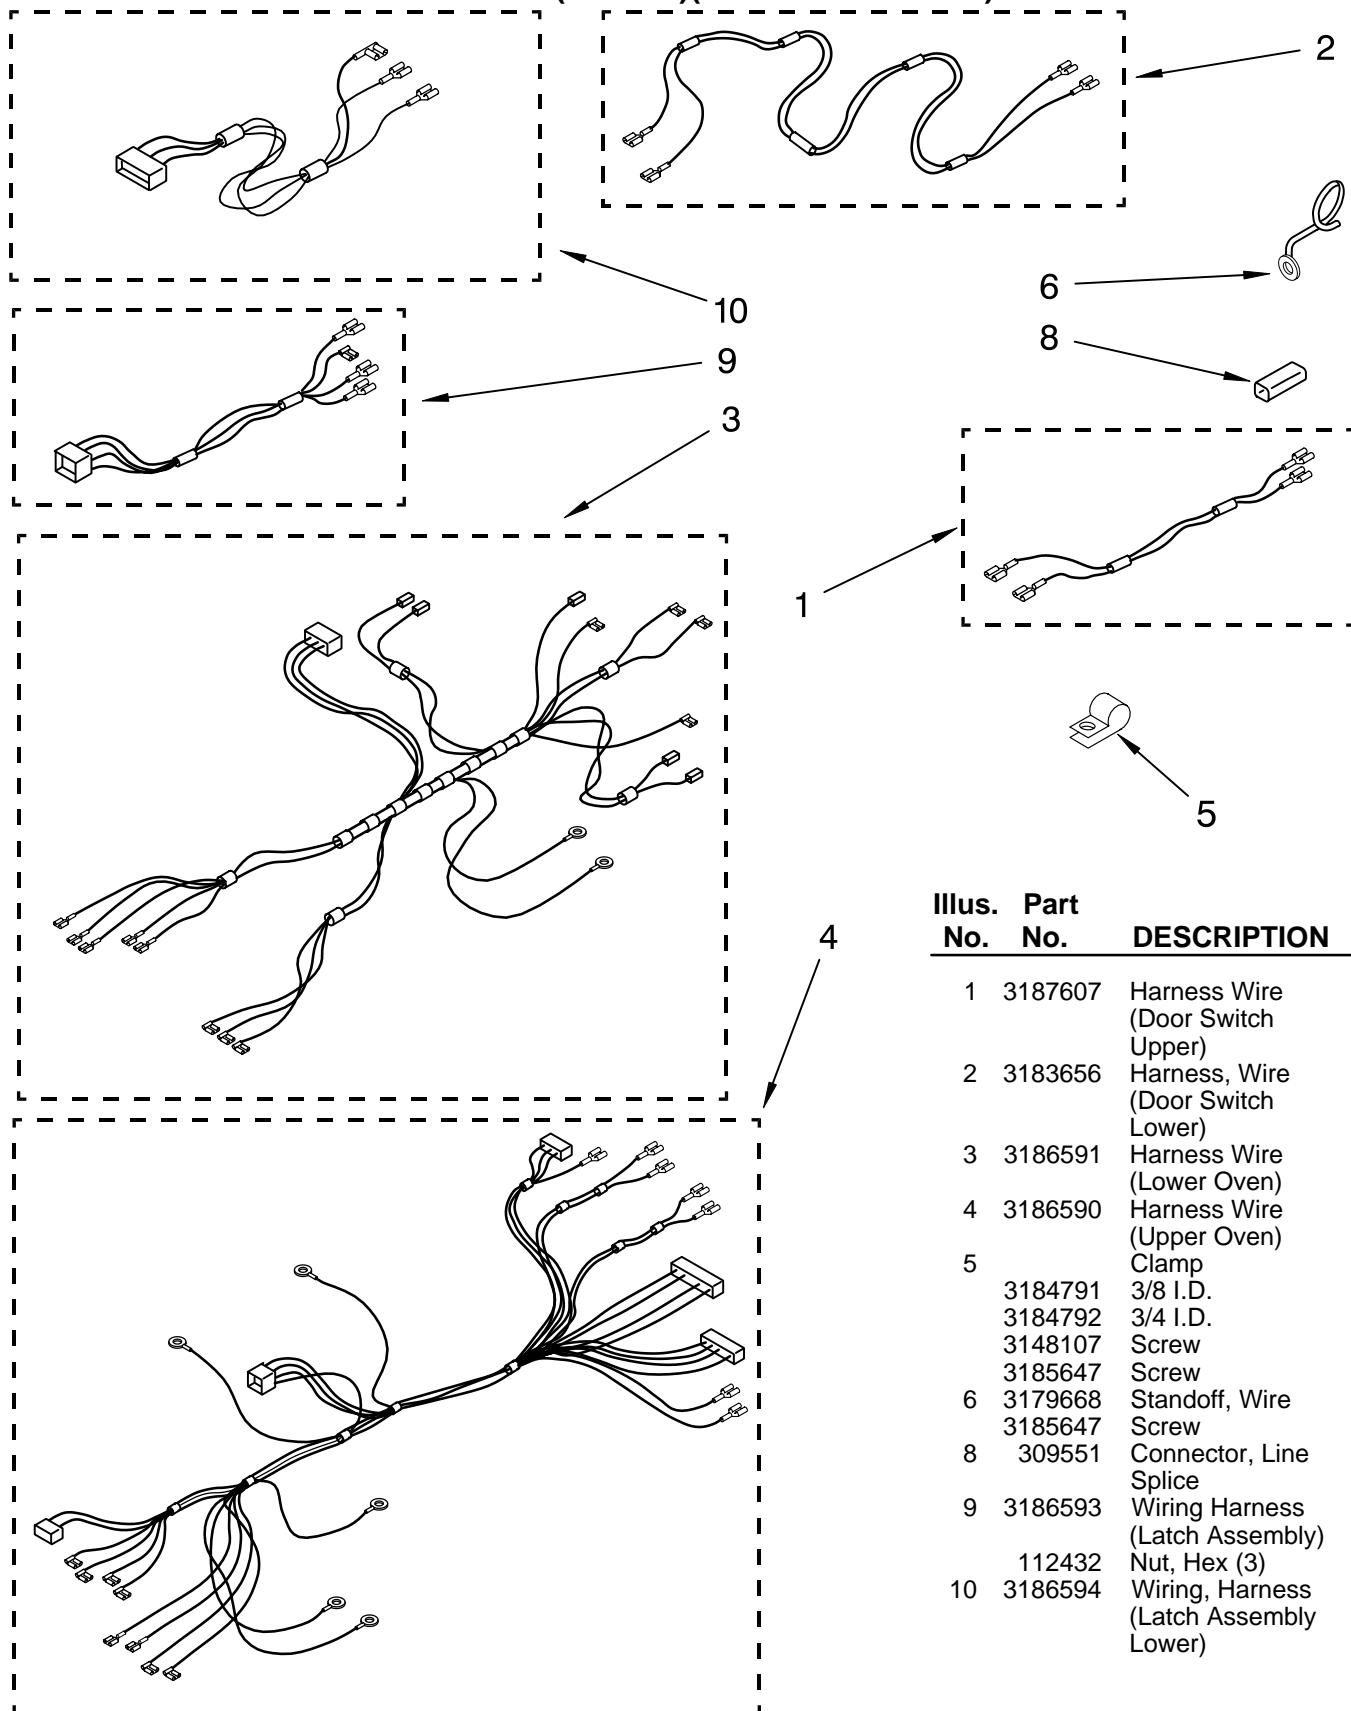 2
10
6
8
9
3
1
5
4
Illus. Part
No. No. DESCRIPTION
1 3187607 Harness Wire
(Door Switch
Upper)
2 3183656 Harness, Wire
(Door Switch
Lower)
3 3186591 Harness Wire
(Lower Oven)
4 3186590 Harness Wire
(Upper Oven)
5 Clamp
3184791 3/8 I.D.
3184792 3/4 I.D.
3148107 Screw
3185647 Screw
6 3179668 Standoff, Wire
3185647 Screw
8 309551 Connector, Line
Splice
9 3186593 Wiring Harness
(Latch Assembly)
112432 Nut, Hex (3)
10 3186594 Wiring, Harness
(Latch Assembly
Lower)